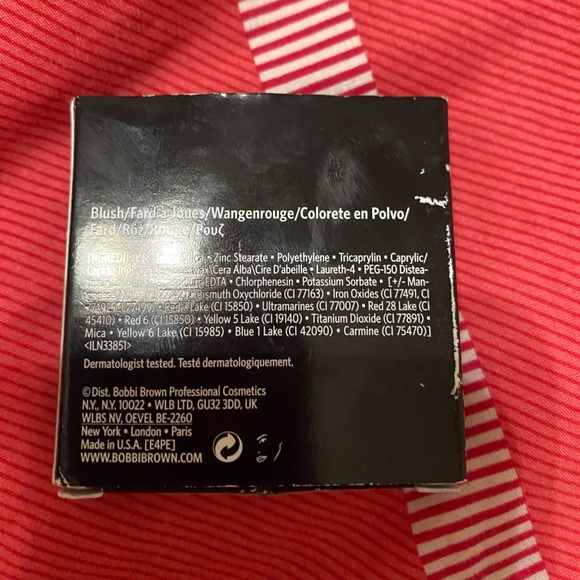 Blush/Fard à Joues/Wangenrouge/Colorete en Polvo/
Fard/Róż/Rouge/Ρουζ
• Zinc Stearate • Polyethylene • Tricaprylin • Caprylic/
(Cera Alba\Cire D'abeille • Laureth-4 • PEG-150 Distea-
EDTA • Chlorphenesin • Potassium Sorbate • [+/- Man-
Bismuth Oxychloride (CI 77163) • Iron Oxides (CI 77491, CI
Lake (CI 15850) • Ultramarines (CI 77007) • Red 28 Lake (CI
45410) • Red 6 (CI 15850) • Yellow 5 Lake (CI 19140) • Titanium Dioxide (CI 77891) •
Mica • Yellow 6 Lake (CI 15985) • Blue 1 Lake (CI 42090) • Carmine (CI 75470)]
<ILN33851>
Dermatologist tested. Testé dermatologiquement.
© Dist. Bobbi Brown Professional Cosmetics
N.Y., N.Y. 10022 • WLB LTD, GU32 3DD, UK
WLBS NV, OEVEL BE-2260
New York • London • Paris
Made in U.S.A. [E4PE]
WWW.BOBBIBROWN.COM